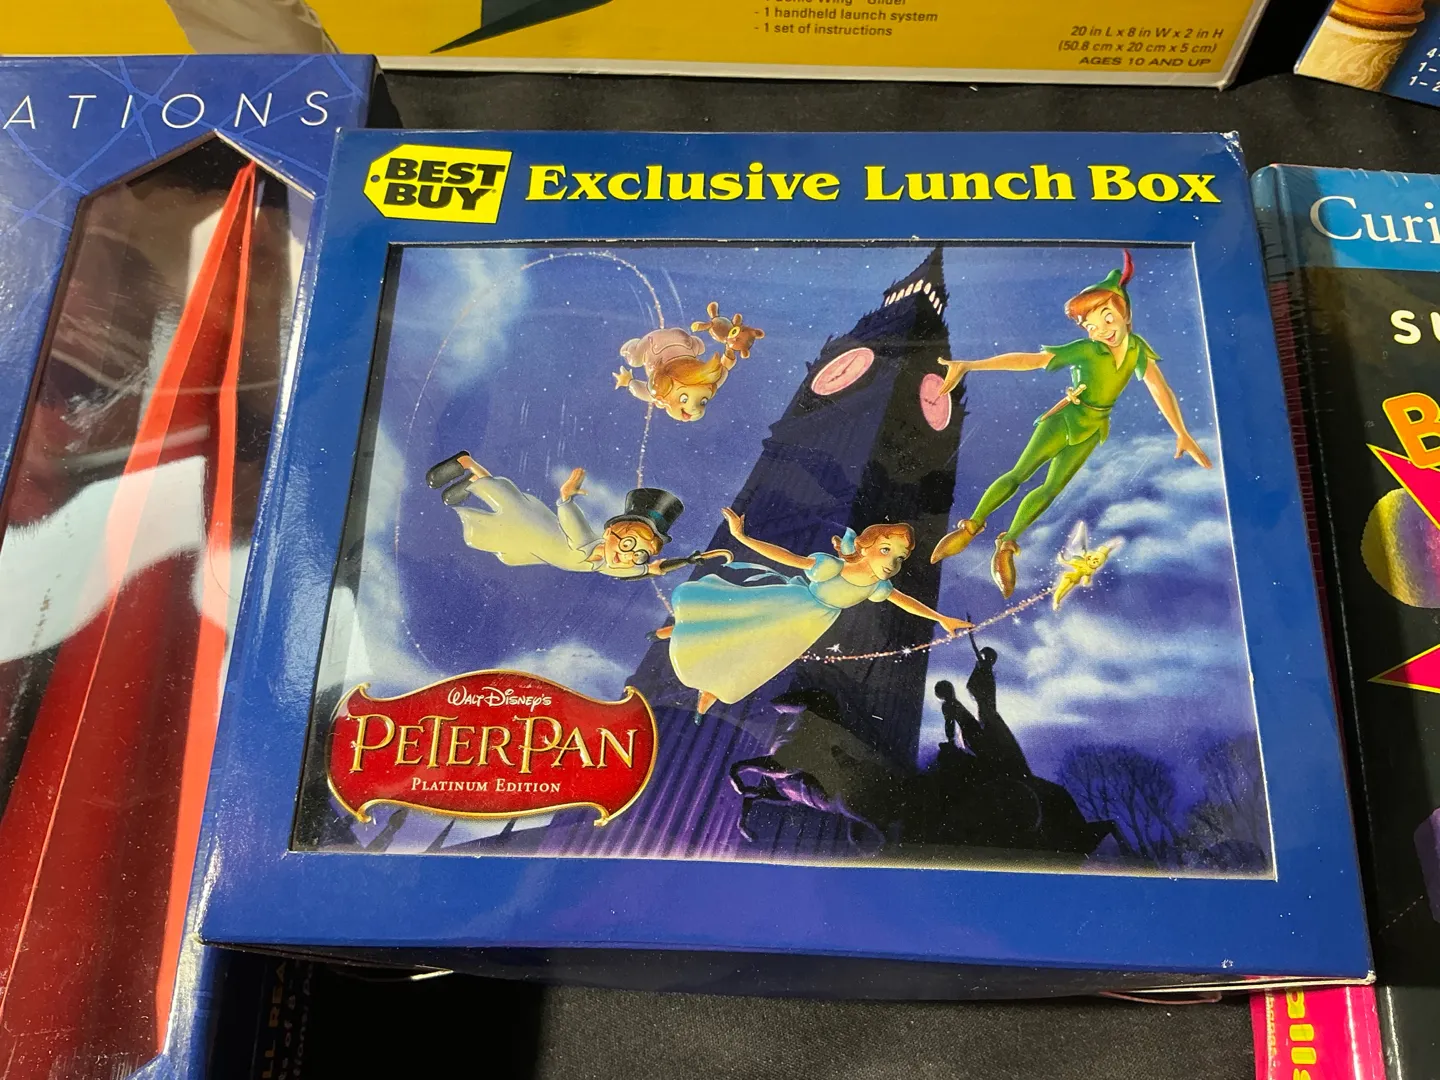 - 1 handheld launch system
- 1 set of instructions
20 in L x 8 in W x 2 in H
(50.8 cm x 20 cm x 5 cm)
AGES 10 AND UP
ATIONS
BEST
BUY
Exclusive Lunch Box
WALT DISNEY'S
PETER PAN
PLATINUM EDITION
Curi
SU
B